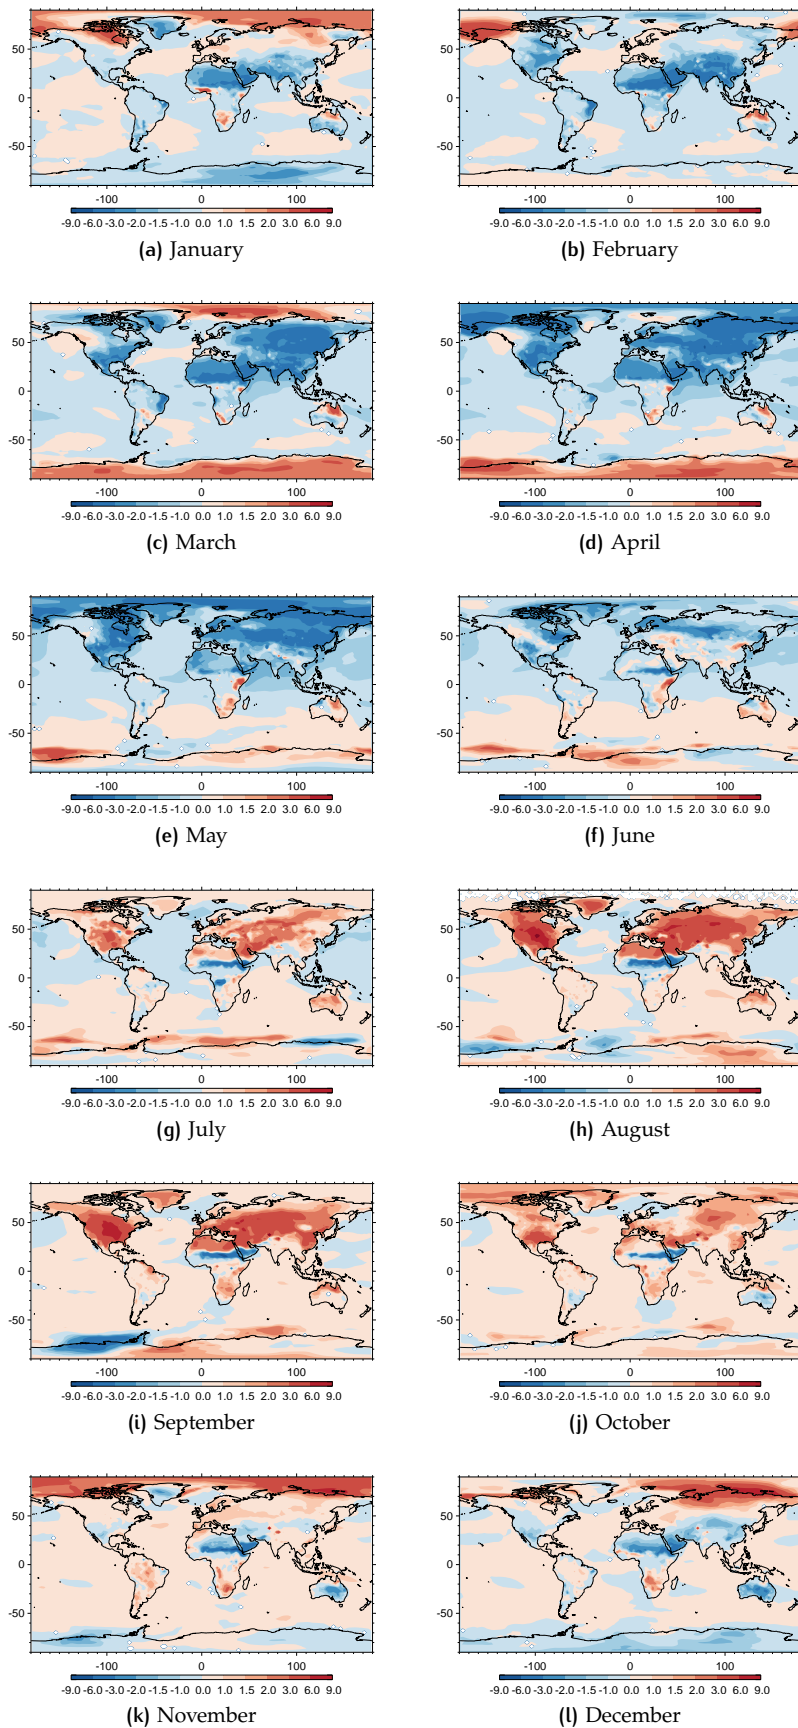 50
0
-50
-100 0 100
-9.0 -6.0 -3.0 -2.0 -1.5 -1.0 0.0 1.0 1.5 2.0 3.0 6.0 9.0
(a) January
50
0
-50
-100 0 100
-9.0 -6.0 -3.0 -2.0 -1.5 -1.0 0.0 1.0 1.5 2.0 3.0 6.0 9.0
(b) February
50
0
-50
-100 0 100
-9.0 -6.0 -3.0 -2.0 -1.5 -1.0 0.0 1.0 1.5 2.0 3.0 6.0 9.0
(c) March
50
0
-50
-100 0 100
-9.0 -6.0 -3.0 -2.0 -1.5 -1.0 0.0 1.0 1.5 2.0 3.0 6.0 9.0
(d) April
50
0
-50
-100 0 100
-9.0 -6.0 -3.0 -2.0 -1.5 -1.0 0.0 1.0 1.5 2.0 3.0 6.0 9.0
(e) May
50
0
-50
-100 0 100
-9.0 -6.0 -3.0 -2.0 -1.5 -1.0 0.0 1.0 1.5 2.0 3.0 6.0 9.0
(f) June
50
0
-50
-100 0 100
-9.0 -6.0 -3.0 -2.0 -1.5 -1.0 0.0 1.0 1.5 2.0 3.0 6.0 9.0
(g) July
50
0
-50
-100 0 100
-9.0 -6.0 -3.0 -2.0 -1.5 -1.0 0.0 1.0 1.5 2.0 3.0 6.0 9.0
(h) August
50
0
-50
-100 0 100
-9.0 -6.0 -3.0 -2.0 -1.5 -1.0 0.0 1.0 1.5 2.0 3.0 6.0 9.0
(i) September
50
0
-50
-100 0 100
-9.0 -6.0 -3.0 -2.0 -1.5 -1.0 0.0 1.0 1.5 2.0 3.0 6.0 9.0
(j) October
50
0
-50
-100 0 100
-9.0 -6.0 -3.0 -2.0 -1.5 -1.0 0.0 1.0 1.5 2.0 3.0 6.0 9.0
(k) November
50
0
-50
-100 0 100
-9.0 -6.0 -3.0 -2.0 -1.5 -1.0 0.0 1.0 1.5 2.0 3.0 6.0 9.0
(l) December